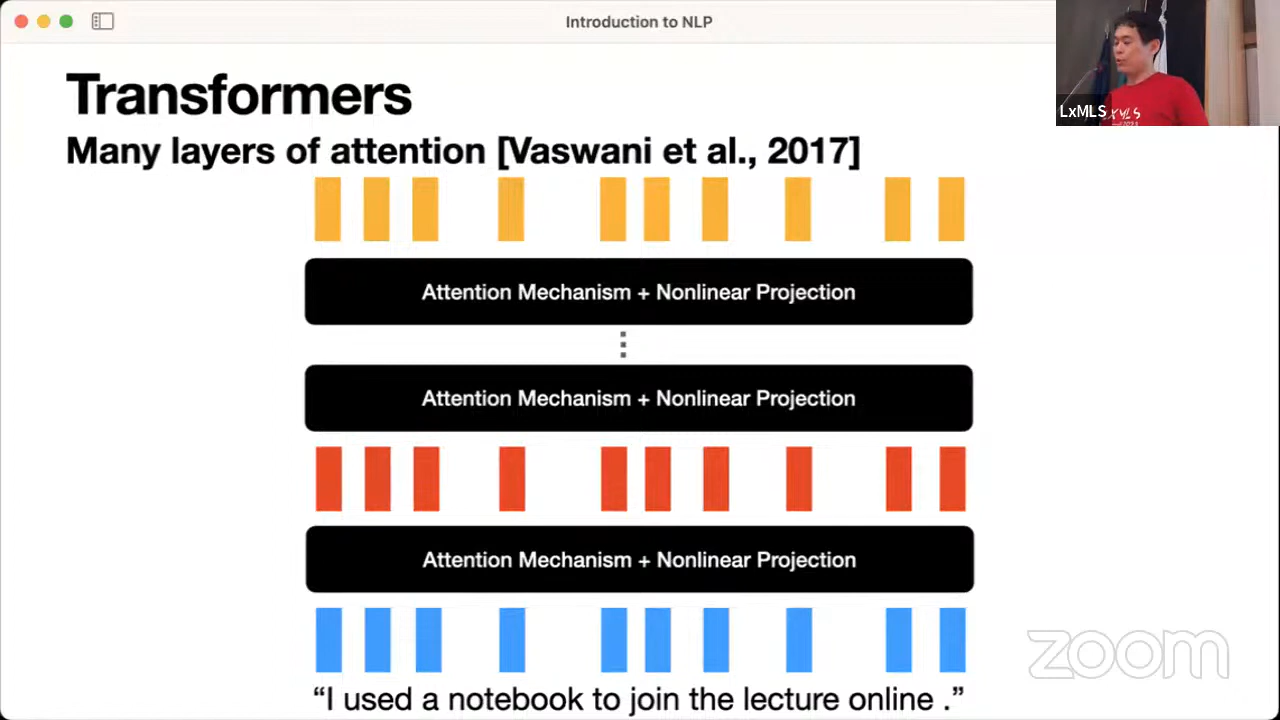 Introduction to NLP
Transformers
Many layers of attention [Vaswani et al., 2017]
LxMLS
Attention Mechanism + Nonlinear Projection
Attention Mechanism + Nonlinear Projection
Attention Mechanism + Nonlinear Projection
“I used a notebook to join the lecture online .”
zoom